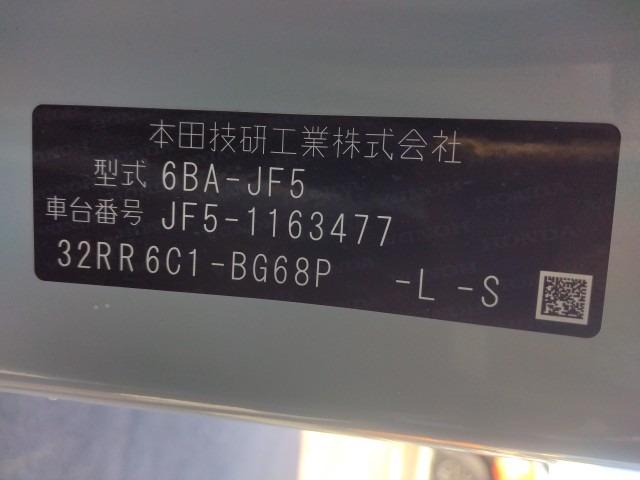 本田技研工業株式会社
型式 6BA-JF5
車台番号 JF5-1163477
32RR6C1-BG68P -L -S